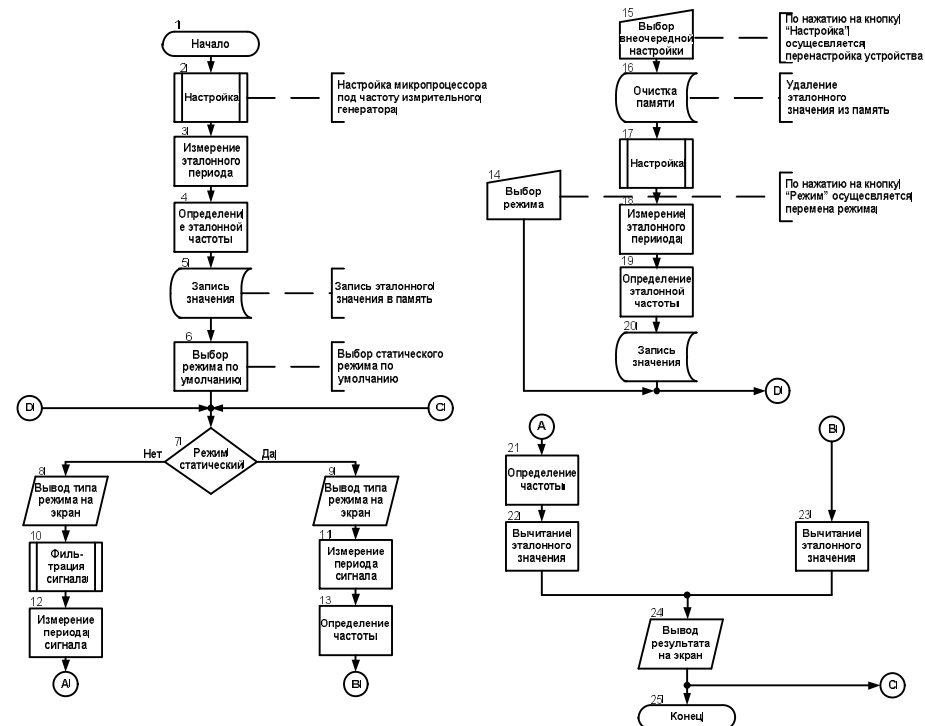 1
Начало
2
Настройка
Настройка микропроцессора
под частоту измрительного
генератора
3
Измерение
эталонного
периода
4
Определени
е эталонной
частоты
5
Запись
значения
Запись эталонного
значения в память
6
Выбор
режима по
умолчанию
Выбор статического
режима по
умолчанию
D
C
7
Режим
статический
Нет
Да
8
Вывод типа
режима на
экран
9
Вывод типа
режима на
экран
10
Филь-
трация
сигнала
11
Измерение
периода
сигнала
12
Измерение
периода
сигнала
13
Определение
частоты
A
B
14
Выбор
режима
По нажатию на кнопку
“Режим” осущесвляется
перемена режима
15
Выбор
внеочередной
настройки
По нажатию на кнопку
“Настройка”
осущесвляется
перенастройка устройства
16
Очистка
памяти
Удаление
эталонного
значения из память
17
Настройка
18
Измерение
эталонного
периода
19
Определение
эталонной
частоты
20
Запись
значения
D
A
B
21
Определение
частоты
22
Вычитание
эталонного
значения
23
Вычитание
эталонного
значения
24
Вывод
результата
на экран
C
25
Конец